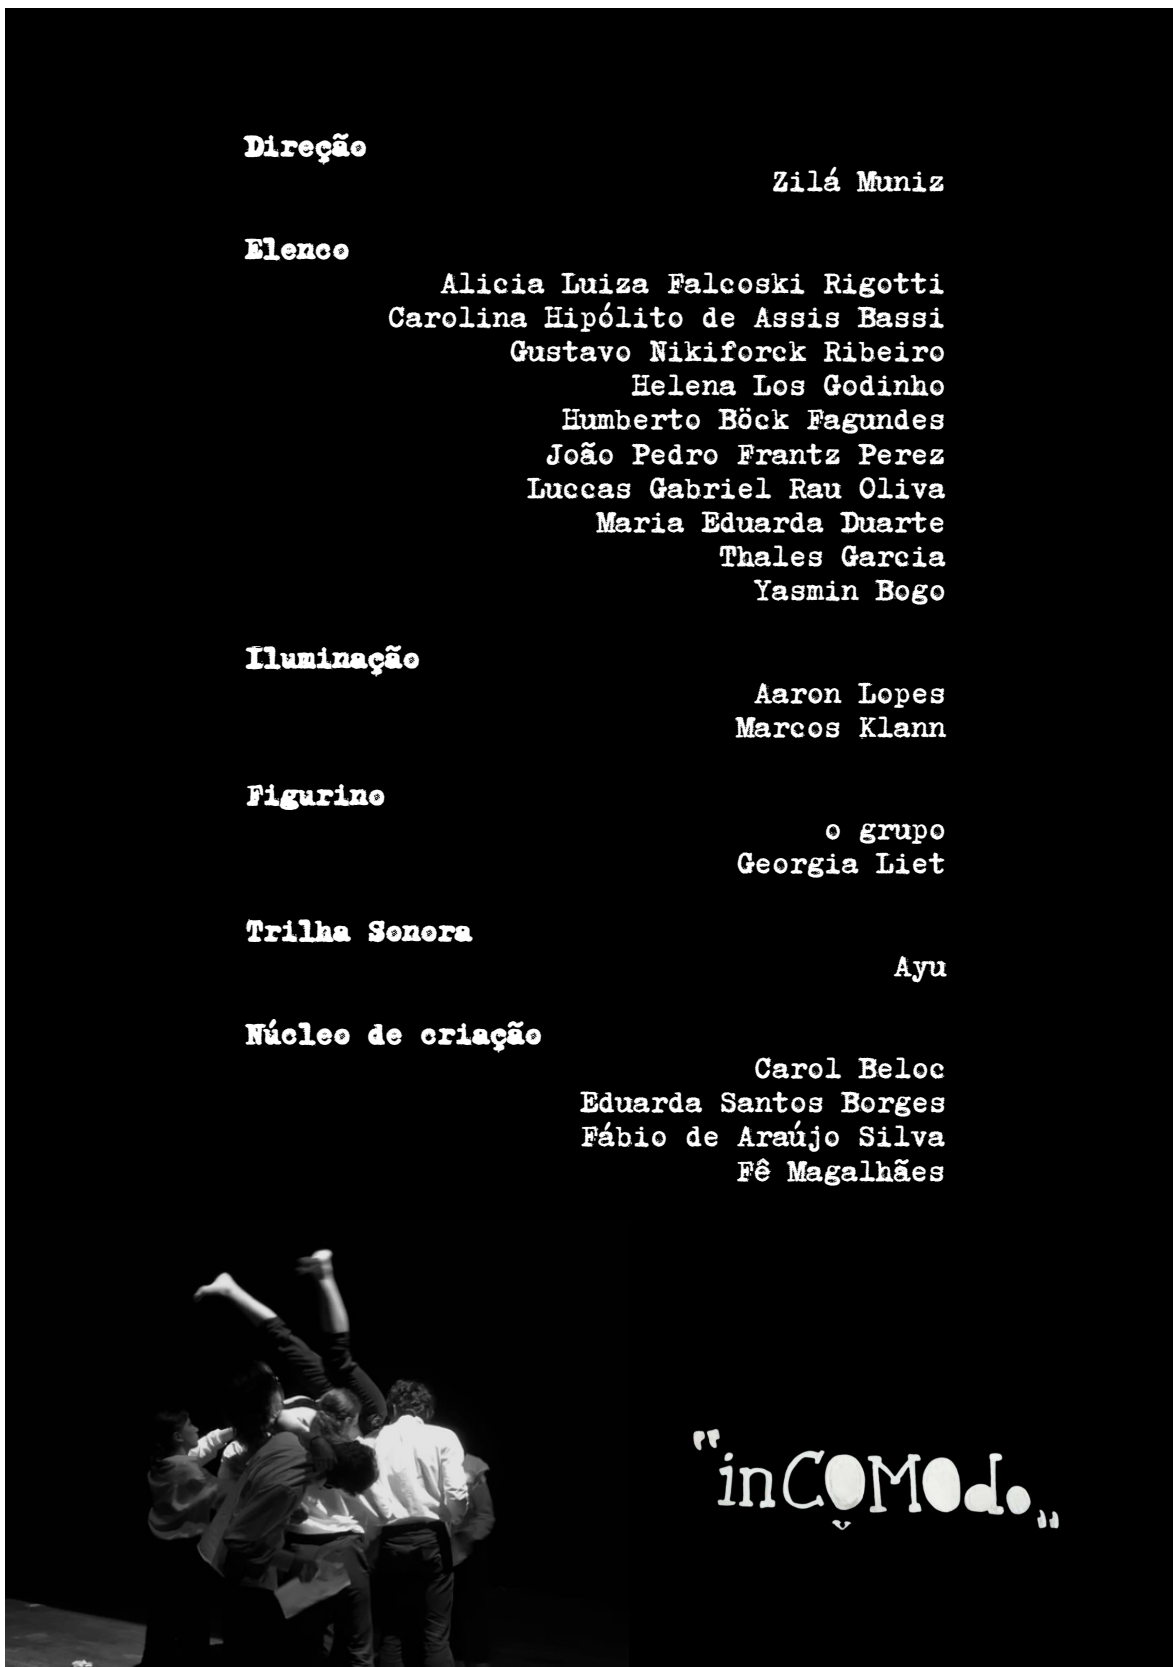 Direção
Zilá Muniz
Elenco
Alicia Luiza Falcoski Rigotti
Carolina Hipólito de Assis Bassi
Gustavo Nikiforck Ribeiro
Helena Los Godinho
Humberto Böck Fagundes
João Pedro Frantz Perez
Luccas Gabriel Rau Oliva
Maria Eduarda Duarte
Thales Garcia
Yasmin Bogo
Iluminação
Aaron Lopes
Marcos Klann
Figurino
o grupo
Georgia Liet
Trilha Sonora
Ayu
Núcleo de criação
Carol Beloc
Eduarda Santos Borges
Fábio de Araújo Silva
Fê Magalhães
"inCOMOdo"